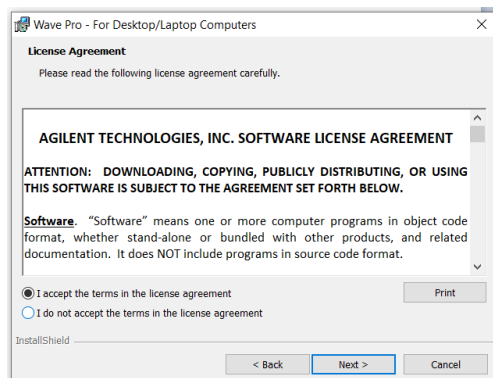 Wave Pro - For Desktop/Laptop Computers
License Agreement
Please read the following license agreement carefully.
AGILENT TECHNOLOGIES, INC. SOFTWARE LICENSE AGREEMENT
ATTENTION: DOWNLOADING, COPYING, PUBLICLY DISTRIBUTING, OR USING
THIS SOFTWARE IS SUBJECT TO THE AGREEMENT SET FORTH BELOW.
Software. “Software” means one or more computer programs in object code
format, whether stand-alone or bundled with other products, and related
documentation. It does NOT include programs in source code format.
I accept the terms in the license agreement
Print
I do not accept the terms in the license agreement
InstallShield
< Back
Next >
Cancel